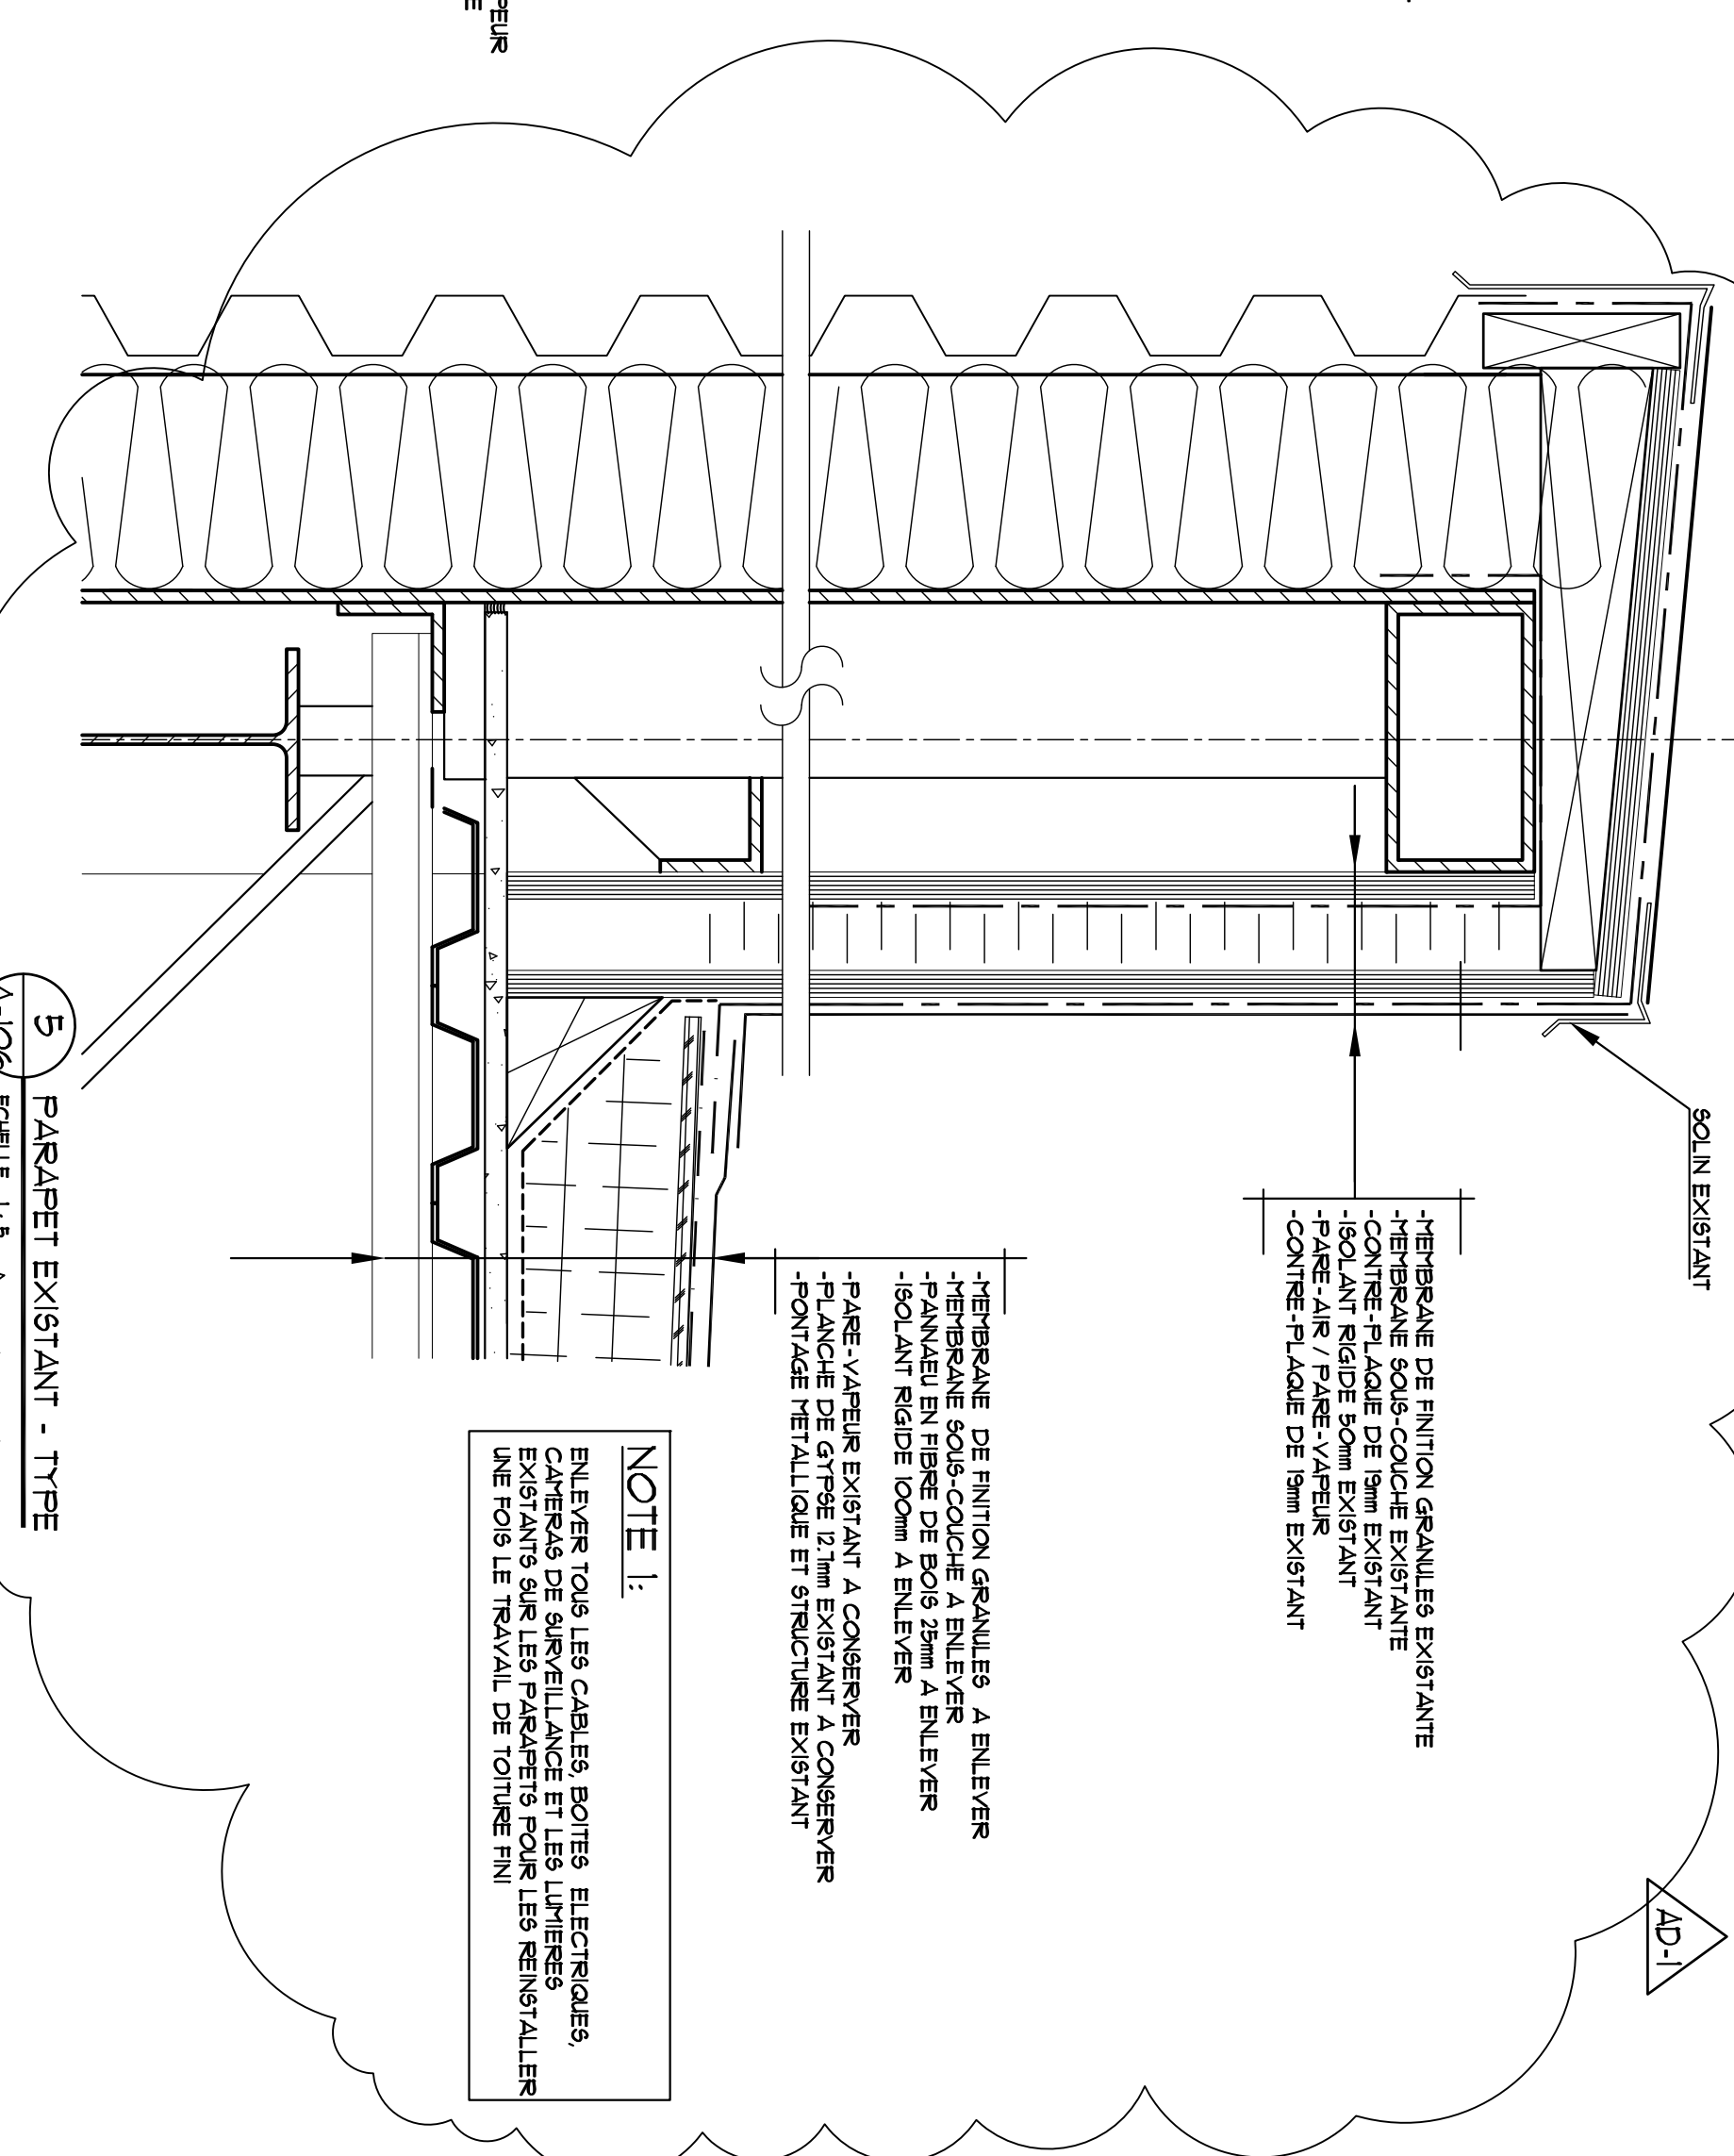 SOLIN EXISTANT
-MEMBRANE DE FINITION GRANULES EXISTANTE
-MEMBRANE SOUS-COUCHE EXISTANTE
-CONTRE-PLAQUE DE 19mm EXISTANT
-ISOLANT RIGIDE 50mm EXISTANT
-PARE-AIR / PARE-VAPEUR
-CONTRE-PLAQUE DE 19mm EXISTANT
-MEMBRANE DE FINITION GRANULES A ENLEVER
-MEMBRANE SOUS-COUCHE A ENLEVER
-PANNAEU EN FIBRE DE BOIS 25mm A ENLEVER
-ISOLANT RIGIDE 100mm A ENLEVER
-PARE-VAPEUR EXISTANT A CONSERVER
-PLANCHE DE GYPSE 12.7mm EXISTANT A CONSERVER
-PONTAGE METALLIQUE ET STRUCTURE EXISTANT
NOTE 1:
ENLEVER TOUS LES CABLES, BOITES ELECTRIQUES,
CAMERAS DE SURVEILLANCE ET LES LUMIERES
EXISTANTS SUR LES PARAPETS POUR LES REINSTALLER
UNE FOIS LE TRAVAIL DE TOITURE FINI
AD-1
5
PARAPET EXISTANT - TYPE
A-106
PEUR